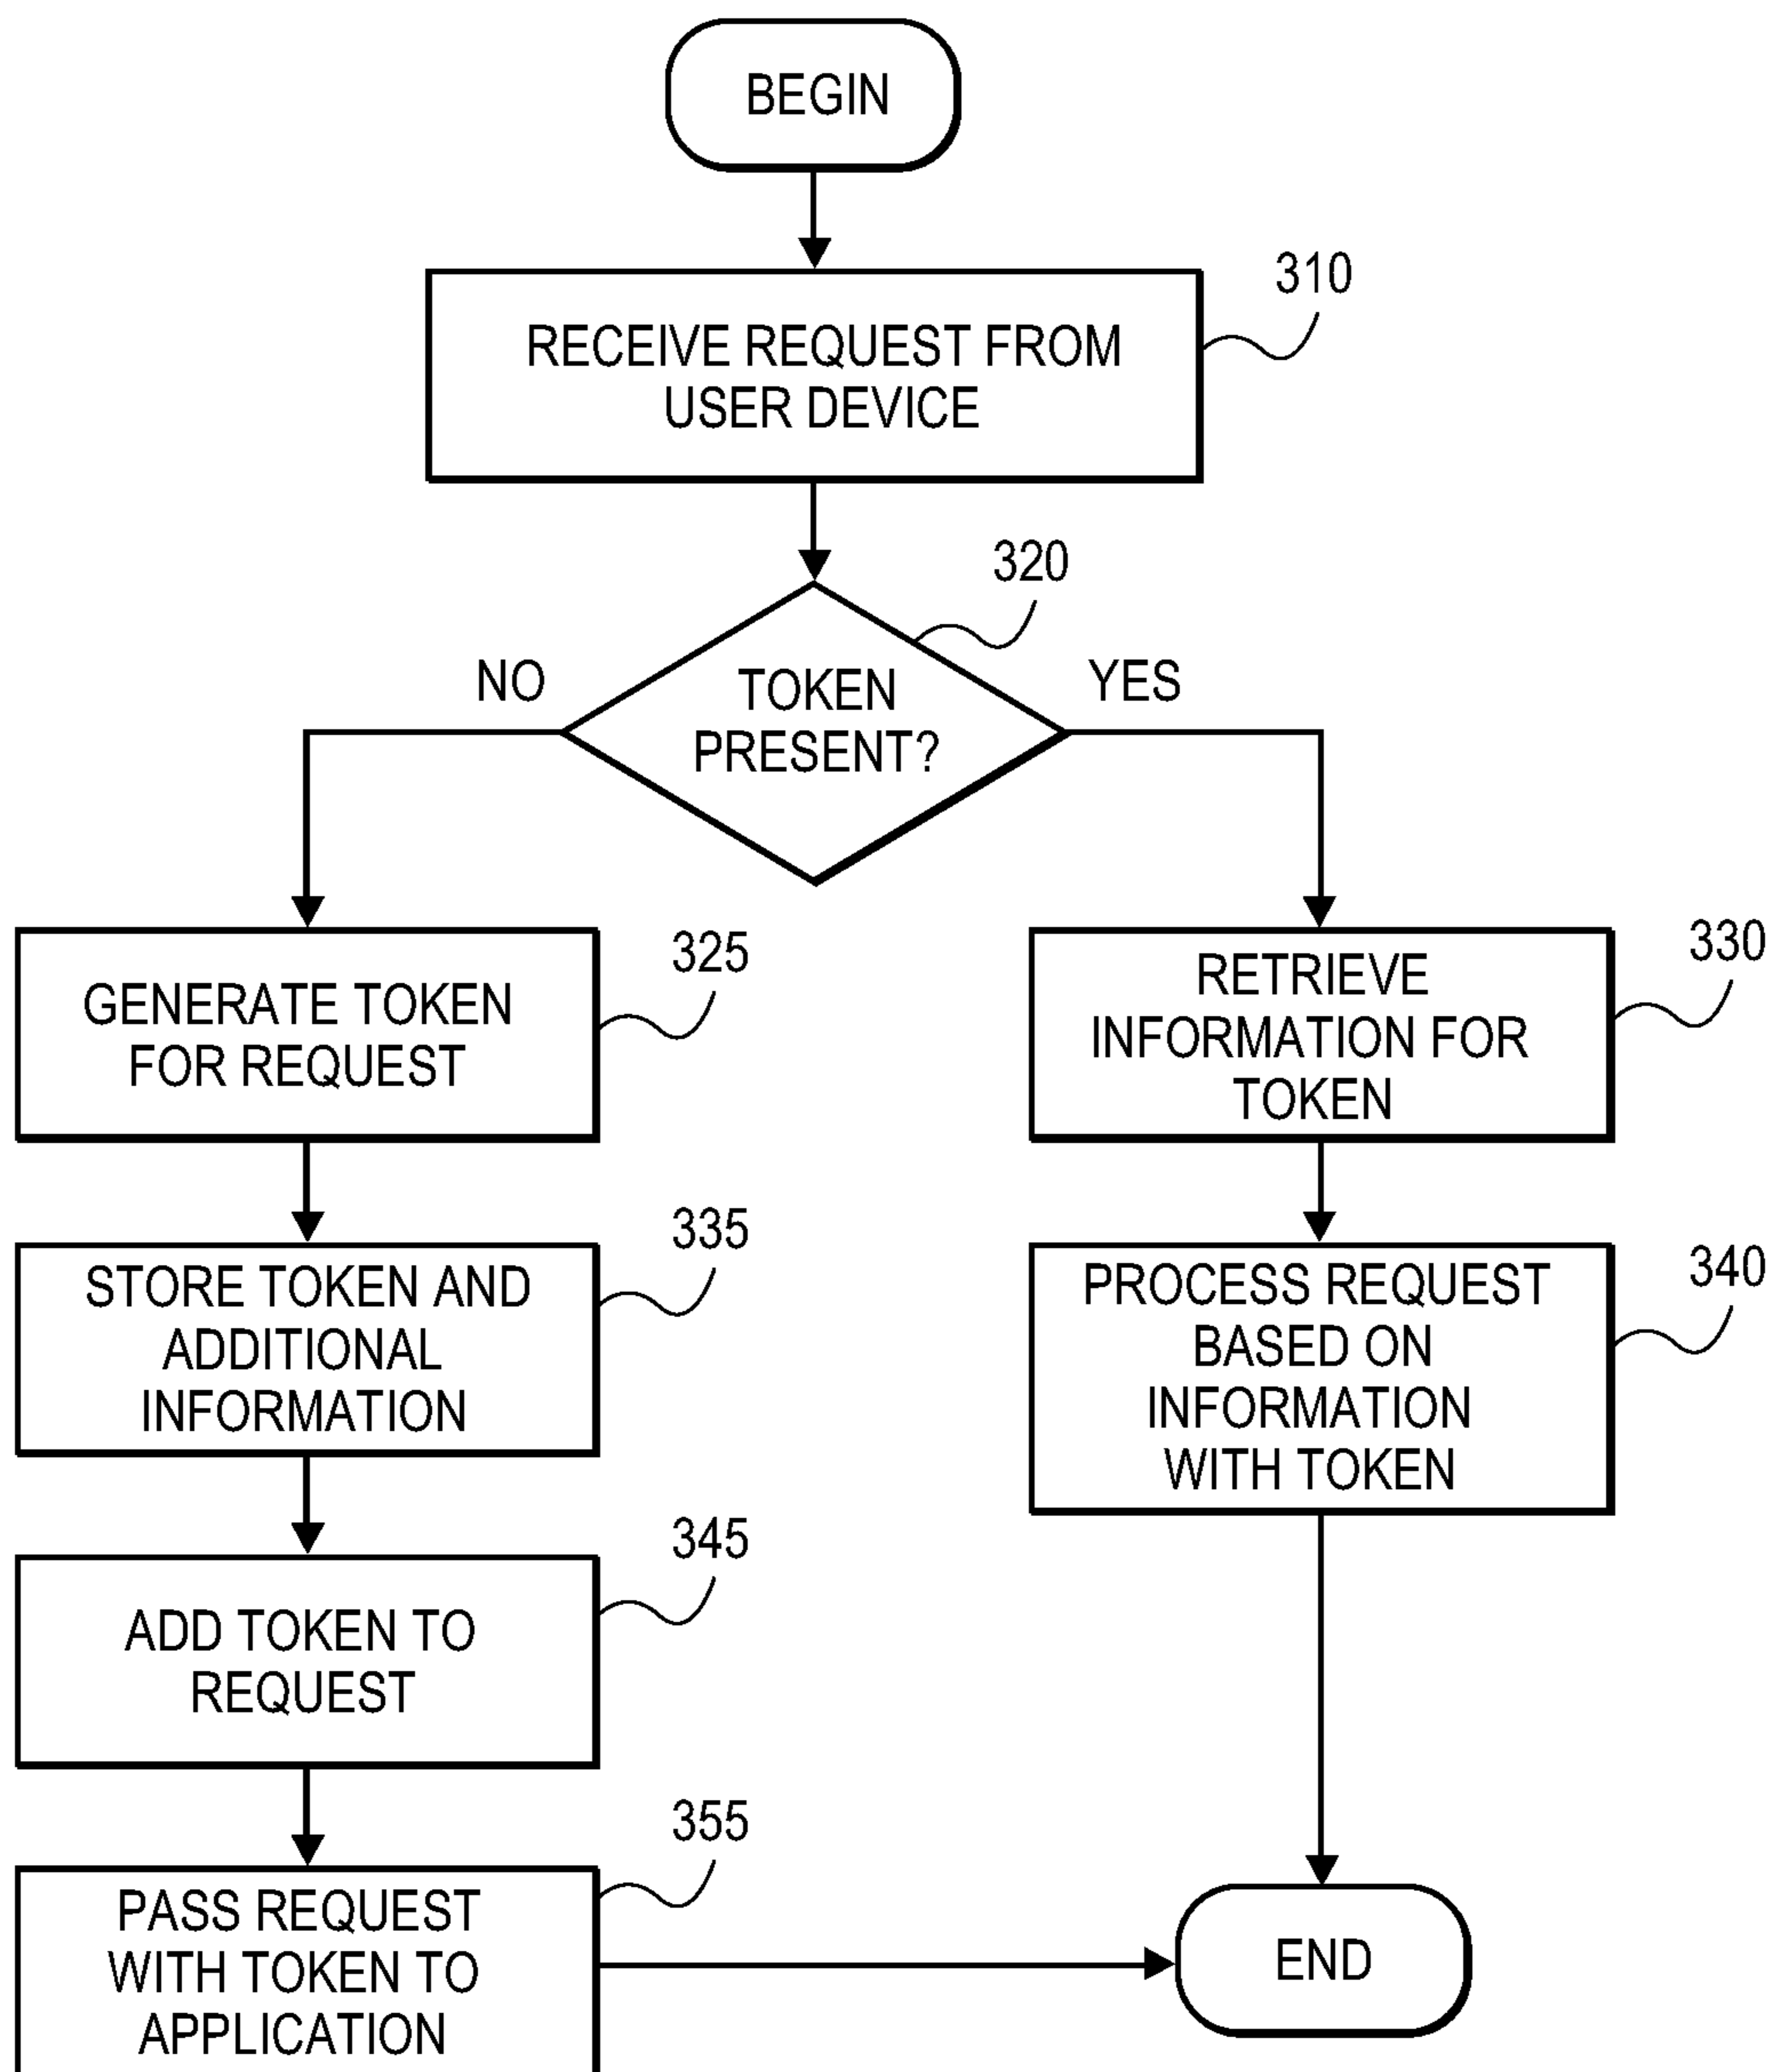 BEGIN
310
RECEIVE REQUEST FROM
USER DEVICE
320
NO
TOKEN
PRESENT?
YES
325
GENERATE TOKEN
FOR REQUEST
330
RETRIEVE
INFORMATION FOR
TOKEN
335
STORE TOKEN AND
ADDITIONAL
INFORMATION
340
PROCESS REQUEST
BASED ON
INFORMATION
WITH TOKEN
345
ADD TOKEN TO
REQUEST
355
PASS REQUEST
WITH TOKEN TO
APPLICATION
END